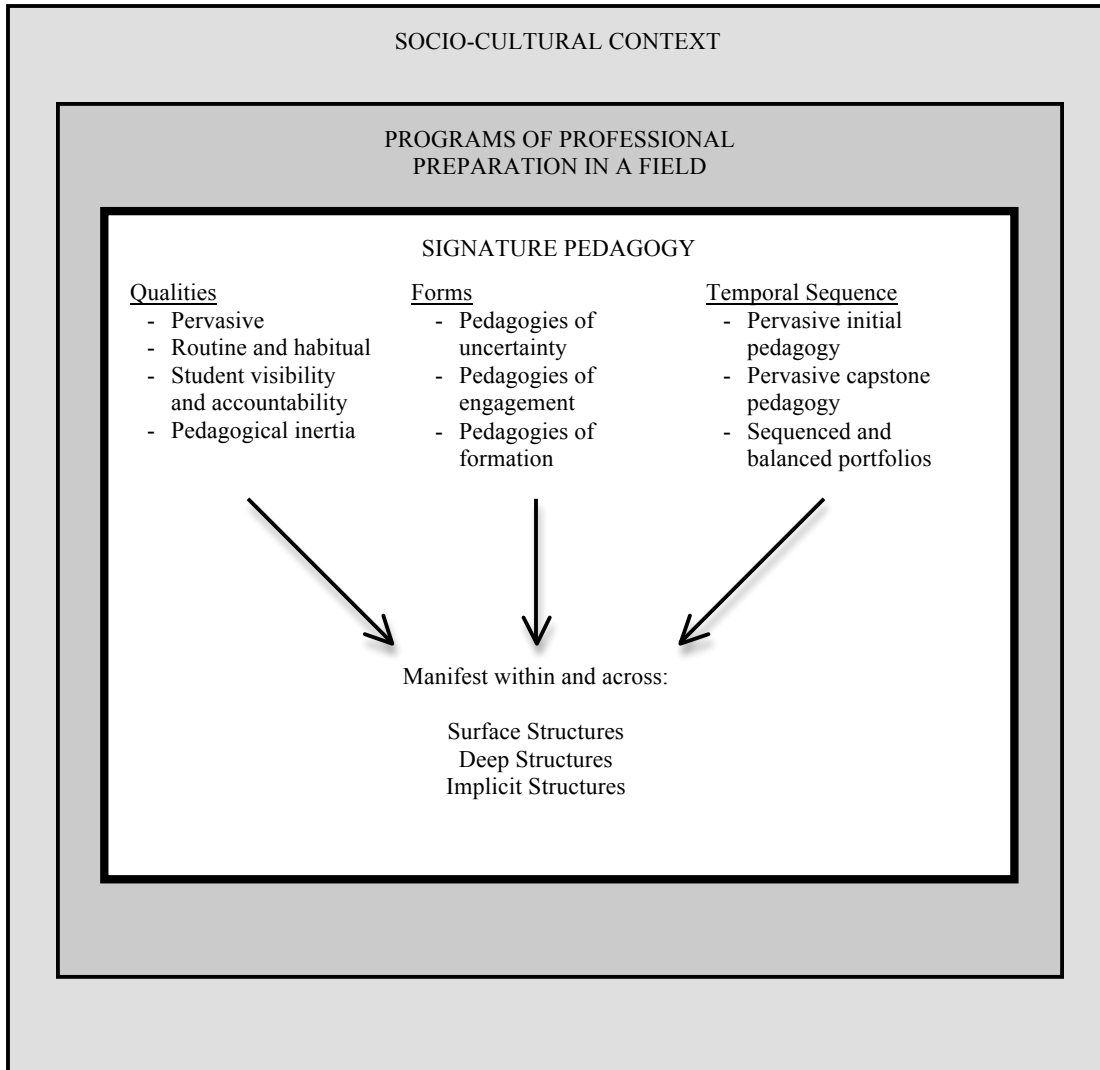 SOCIO-CULTURAL CONTEXT
PROGRAMS OF PROFESSIONAL
PREPARATION IN A FIELD
SIGNATURE PEDAGOGY
Qualities
- Pervasive
- Routine and habitual
- Student visibility
and accountability
- Pedagogical inertia
Forms
- Pedagogies of
uncertainty
- Pedagogies of
engagement
- Pedagogies of
formation
Temporal Sequence
- Pervasive initial
pedagogy
- Pervasive capstone
pedagogy
- Sequenced and
balanced portfolios
Manifest within and across:
Surface Structures
Deep Structures
Implicit Structures